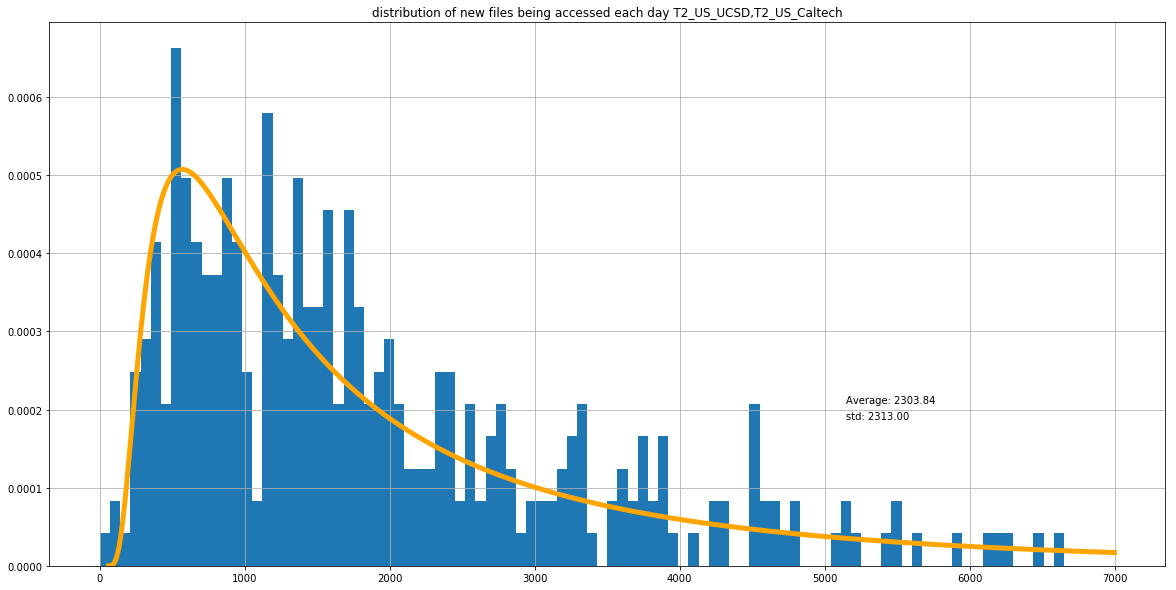 distribution of new files being accessed each day T2_US_UCSD,T2_US_Caltech
0.0006
0.0005
0.0004
0.0003
0.0002
Average: 2303.84
std: 2313.00
0.0001
0.0000
0 1000 2000 3000 4000 5000 6000 7000